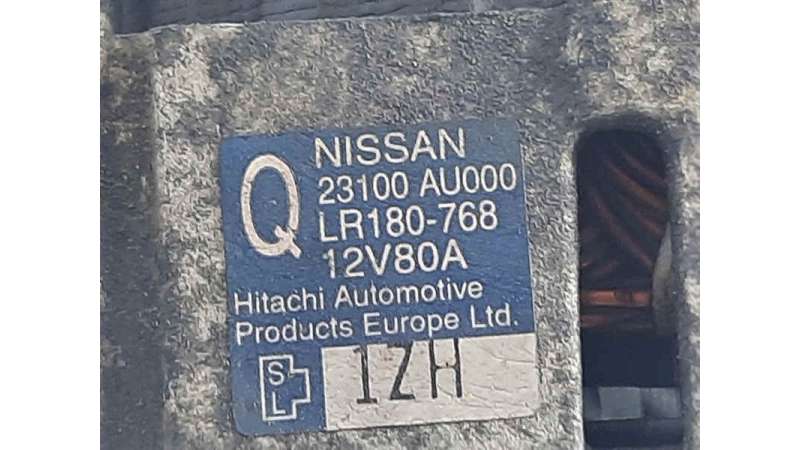 Q
NISSAN
23100 AU000
LR180-768
12V80A
Hitachi Automotive
Products Europe Ltd.
S
L
1ZH